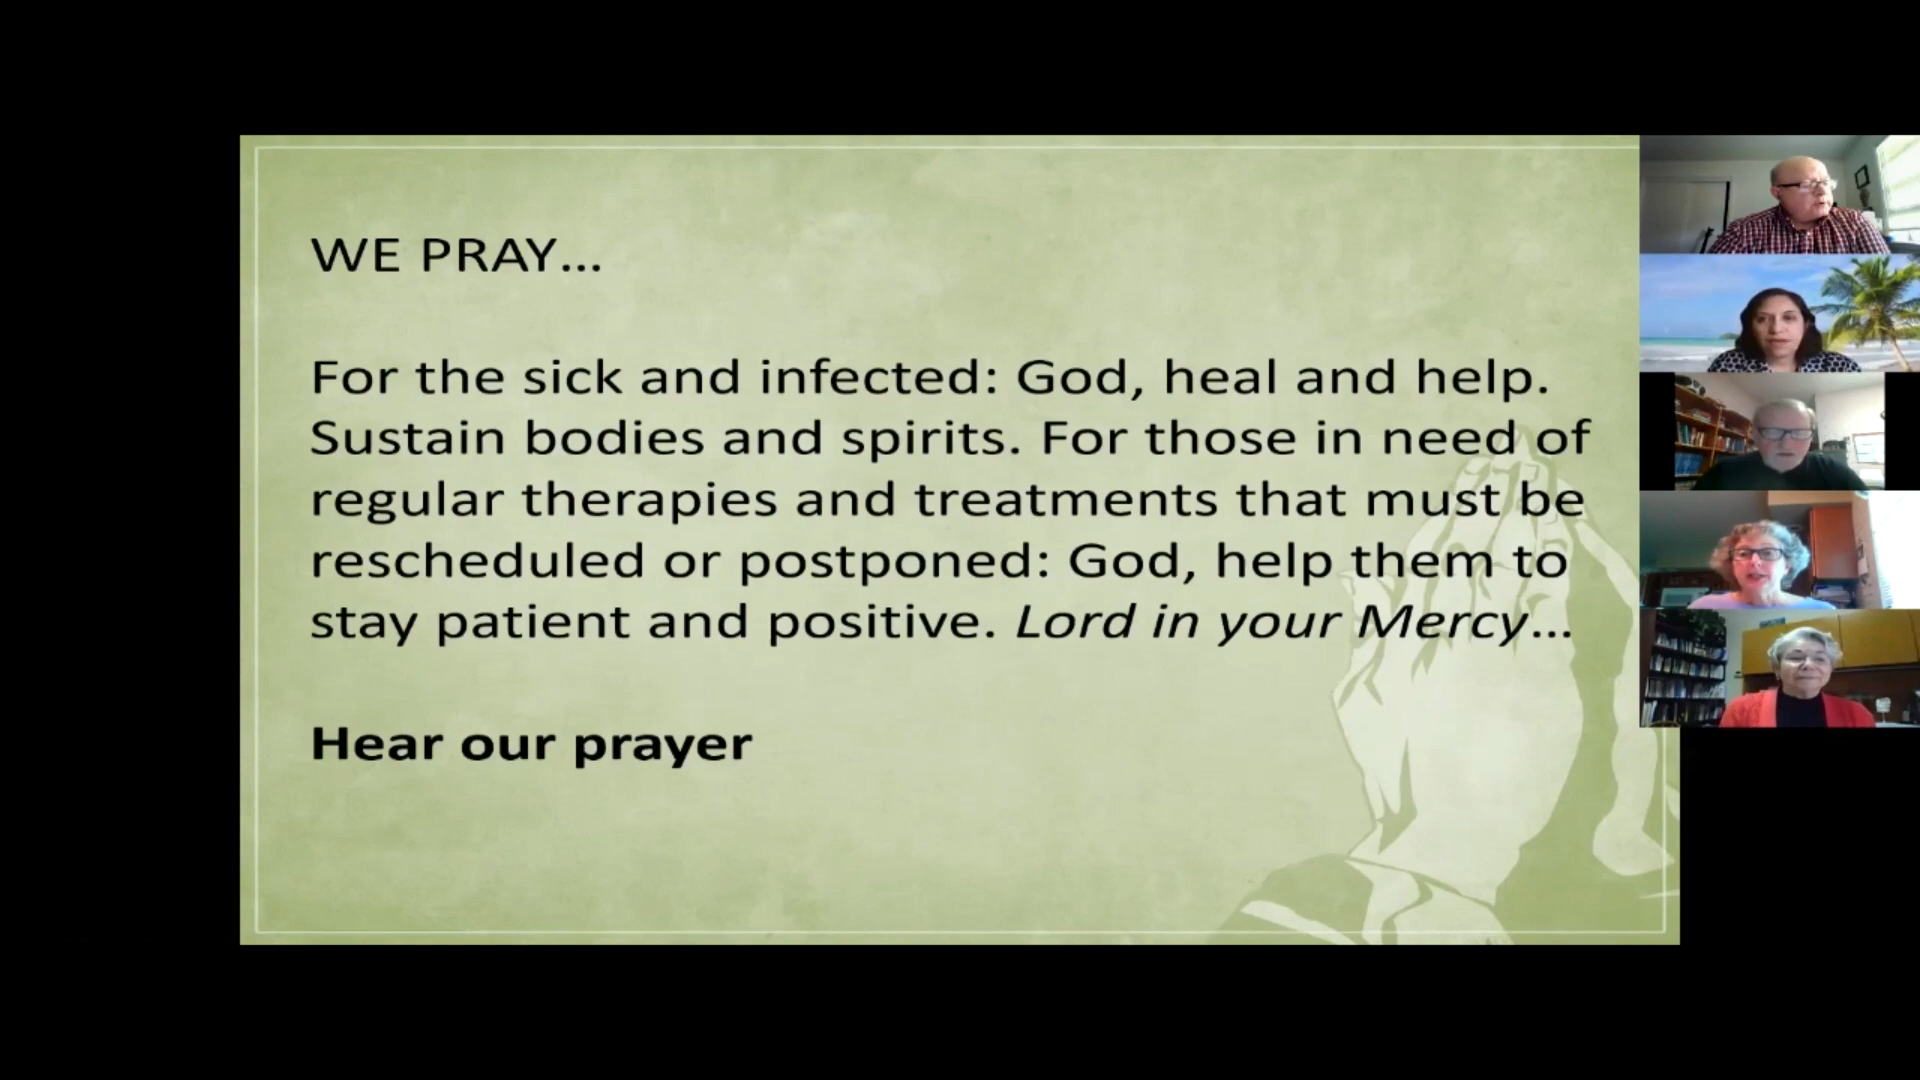 WE PRAY...
For the sick and infected: God, heal and help.
Sustain bodies and spirits. For those in need of
regular therapies and treatments that must be
rescheduled or postponed: God, help them to
stay patient and positive. Lord in your Mercy...
Hear our prayer